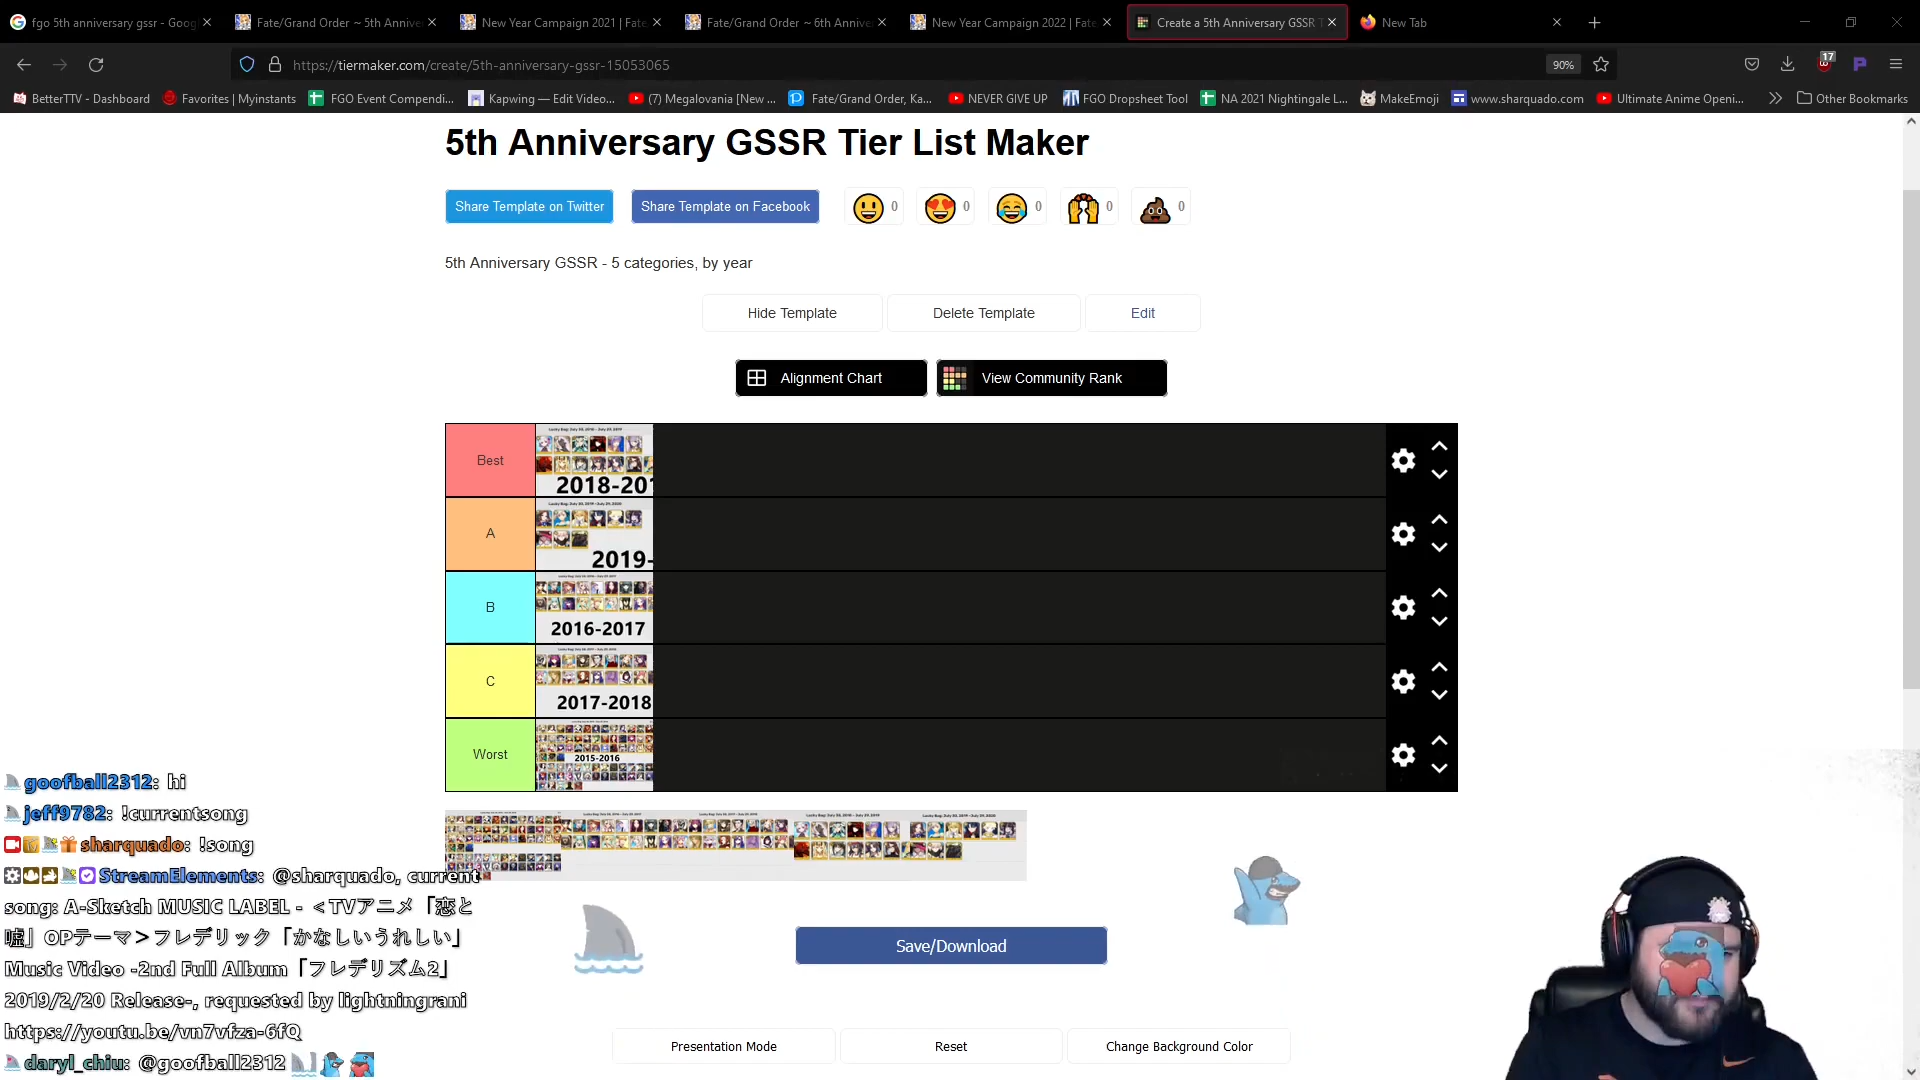 fgo 5th anniversary gssr - Goog
Fate/Grand Order ~ 5th Annive
New Year Campaign 2021 | Fate
Fate/Grand Order ~ 6th Annive
New Year Campaign 2022 | Fate
Create a 5th Anniversary GSSR T
New Tab
https://tiermaker.com/create/5th-anniversary-gssr-15053065
90%
17
BetterTTV - Dashboard
Favorites | Myinstants
FGO Event Compendi...
Kapwing — Edit Video...
(7) Megalovania [New ...
Fate/Grand Order, Ka...
NEVER GIVE UP
FGO Dropsheet Tool
NA 2021 Nightingale L...
MakeEmoji
www.sharquado.com
Ultimate Anime Openi...
Other Bookmarks
5th Anniversary GSSR Tier List Maker
Share Template on Twitter
Share Template on Facebook
0
0
0
0
0
5th Anniversary GSSR - 5 categories, by year
Hide Template
Delete Template
Edit
Alignment Chart
View Community Rank
Best
2018-201
A
2019-
B
2016-2017
C
2017-2018
Worst
2015-2016
Save/Download
Presentation Mode
Reset
Change Background Color
goofball2312: hi
jeff9782: !currentsong
sharquado: !song
StreamElements: @sharquado, current
song: A-Sketch MUSIC LABEL - ＜TVアニメ「恋と
嘘」OPテーマ＞フレデリック「かなしいうれしい」
Music Video -2nd Full Album「フレデリズム2」
2019/2/20 Release-, requested by lightningrani
https://youtu.be/vn7vfza-6fQ
daryl_chiu: @goofball2312